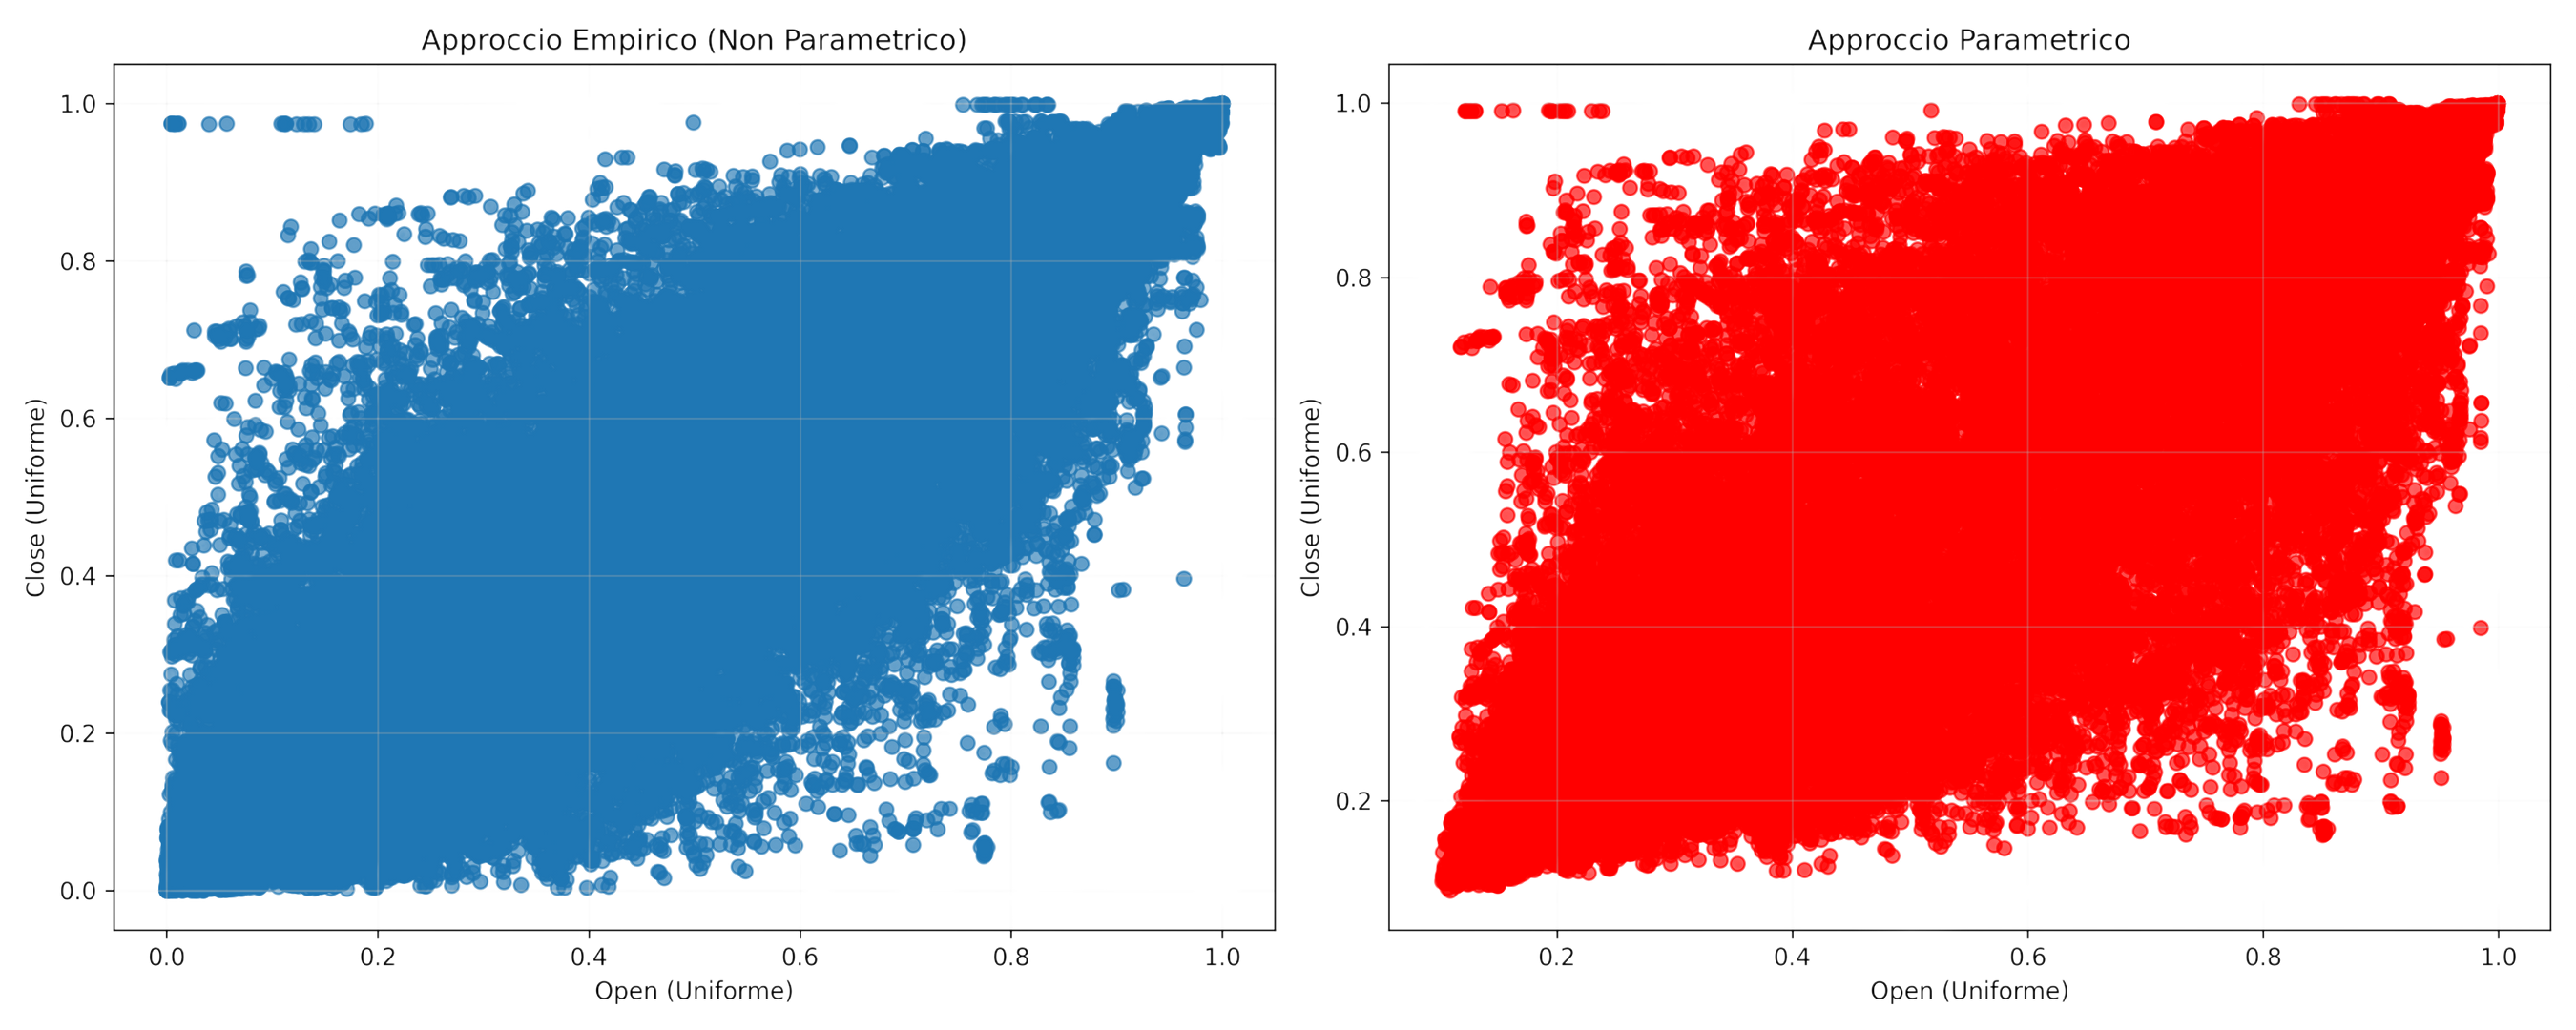 Approccio Empirico (Non Parametrico)
Close (Uniforme)
1.0
0.8
0.6
0.4
0.2
0.0
0.0 0.2 0.4 0.6 0.8 1.0
Open (Uniforme)
Approccio Parametrico
Close (Uniforme)
1.0
0.8
0.6
0.4
0.2
0.2 0.4 0.6 0.8 1.0
Open (Uniforme)